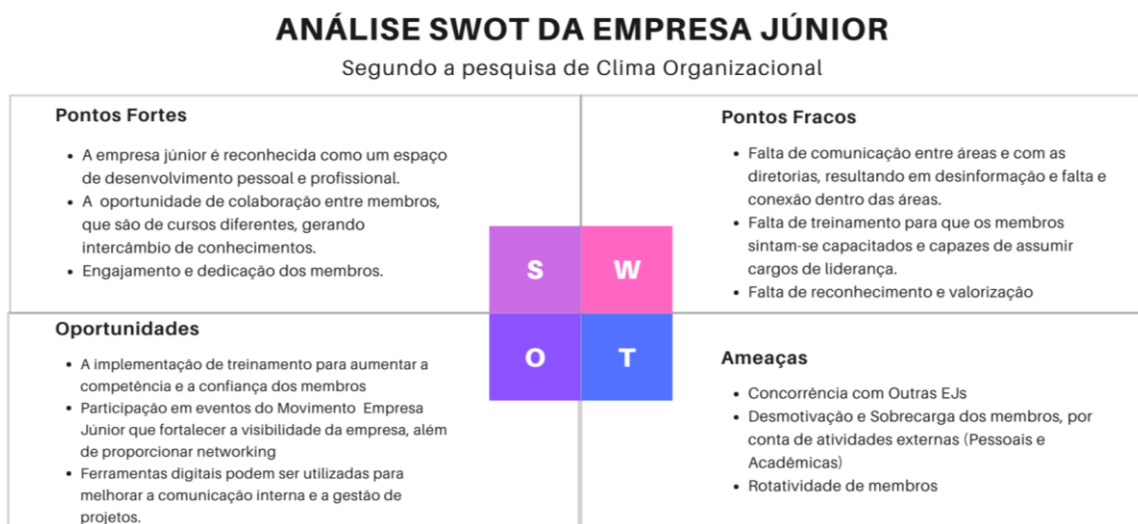 ANÁLISE SWOT DA EMPRESA JÚNIOR
Segundo a pesquisa de Clima Organizacional
Pontos Fortes
• A empresa júnior é reconhecida como um espaço
de desenvolvimento pessoal e profissional.
• A oportunidade de colaboração entre membros,
que são de cursos diferentes, gerando
intercâmbio de conhecimentos.
• Engajamento e dedicação dos membros.
Pontos Fracos
• Falta de comunicação entre áreas e com as
diretorias, resultando em desinformação e falta e
conexão dentro das áreas.
• Falta de treinamento para que os membros
sintam-se capacitados e capazes de assumir
cargos de liderança.
• Falta de reconhecimento e valorização
S
W
O
T
Oportunidades
• A implementação de treinamento para aumentar a
competência e a confiança dos membros
• Participação em eventos do Movimento Empresa
Júnior que fortalecer a visibilidade da empresa, além
de proporcionar networking
• Ferramentas digitais podem ser utilizadas para
melhorar a comunicação interna e a gestão de
projetos.
Ameaças
• Concorrência com Outras EJs
• Desmotivação e Sobrecarga dos membros, por
conta de atividades externas (Pessoais e
Acadêmicas)
• Rotatividade de membros